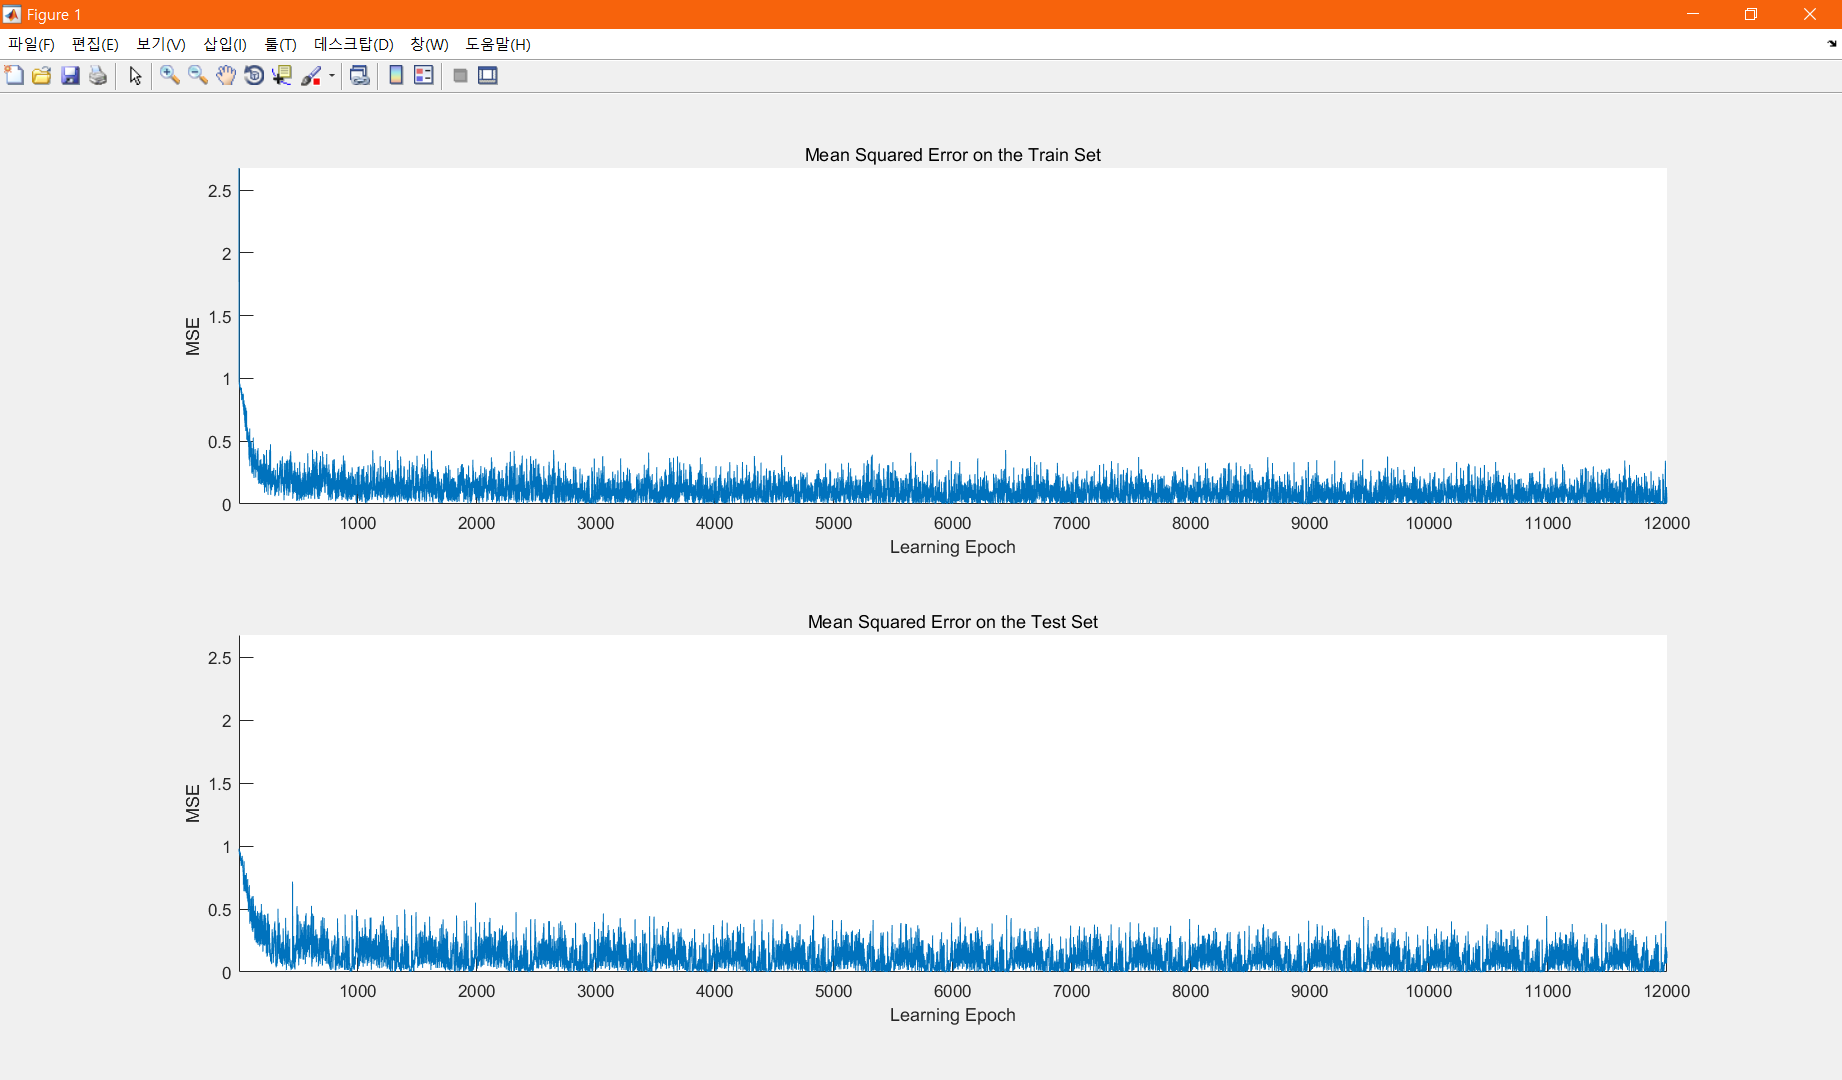 Figure 1
파일(F) 편집(E) 보기(V) 삽입(I) 툴(T) 데스크탑(D) 창(W) 도움말(H)
Mean Squared Error on the Train Set
2.5
2
1.5
1
0.5
0
MSE
1000 2000 3000 4000 5000 6000 7000 8000 9000 10000 11000 12000
Learning Epoch
Mean Squared Error on the Test Set
2.5
2
1.5
1
0.5
0
MSE
1000 2000 3000 4000 5000 6000 7000 8000 9000 10000 11000 12000
Learning Epoch